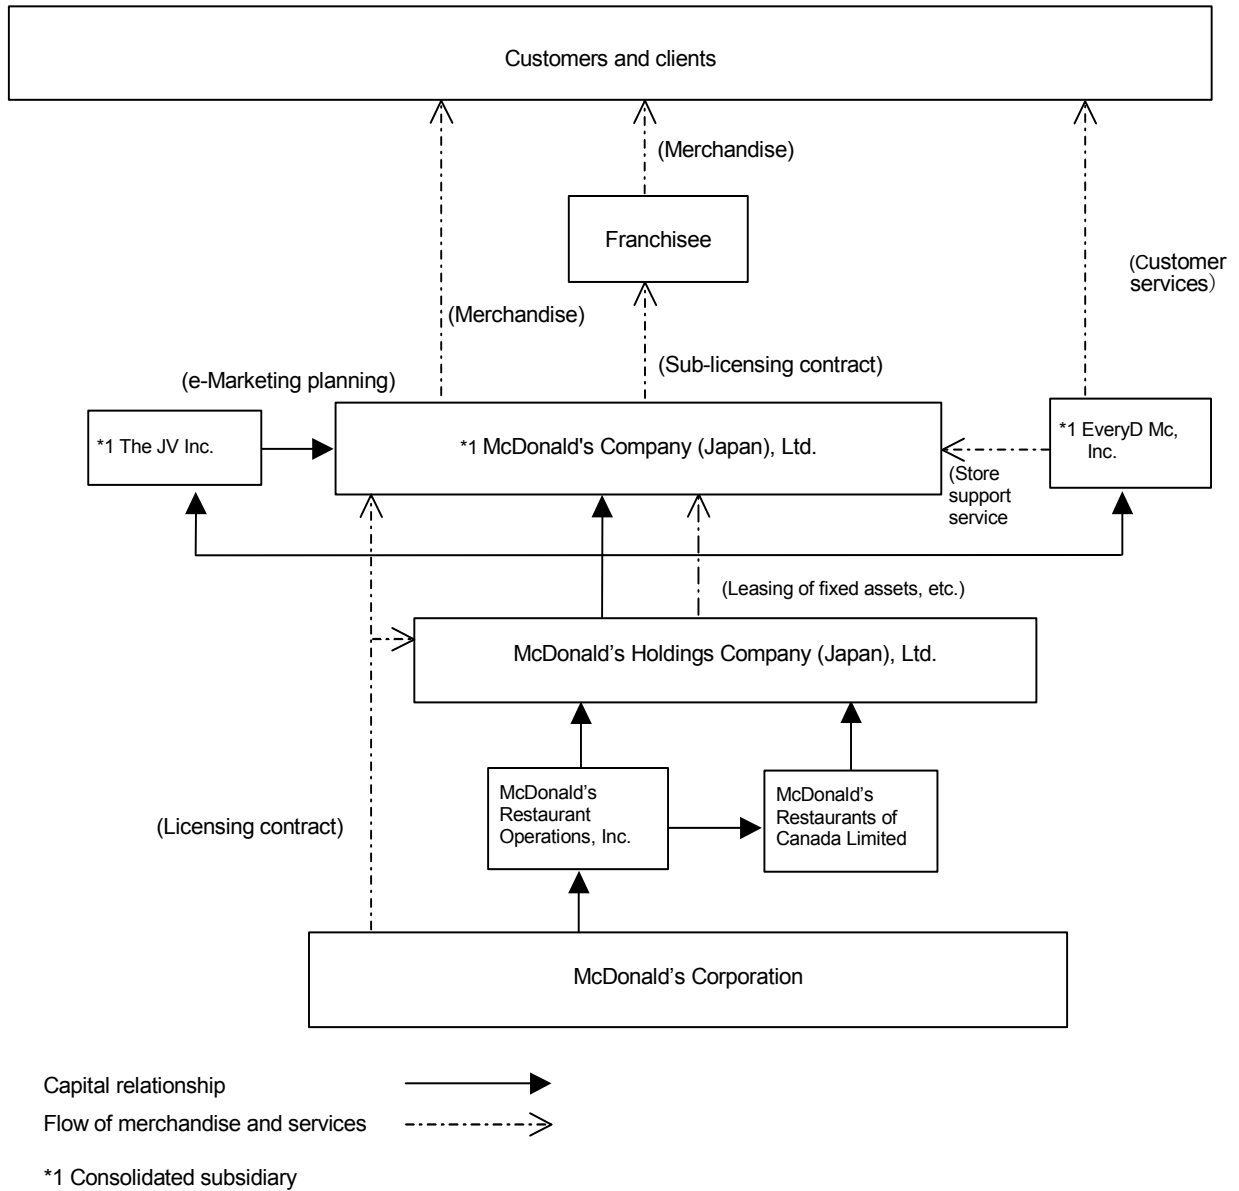 Customers and clients
(Merchandise)
Franchisee
(Customer
services)
(Merchandise)
(Sub-licensing contract)
(e-Marketing planning)
*1 The JV Inc.
*1 McDonald's Company (Japan), Ltd.
*1 EveryD Mc,
Inc.
(Store
support
service
(Leasing of fixed assets, etc.)
McDonald’s Holdings Company (Japan), Ltd.
McDonald’s
Restaurant
Operations, Inc.
McDonald’s
Restaurants of
Canada Limited
(Licensing contract)
McDonald’s Corporation
Capital relationship
Flow of merchandise and services
*1 Consolidated subsidiary